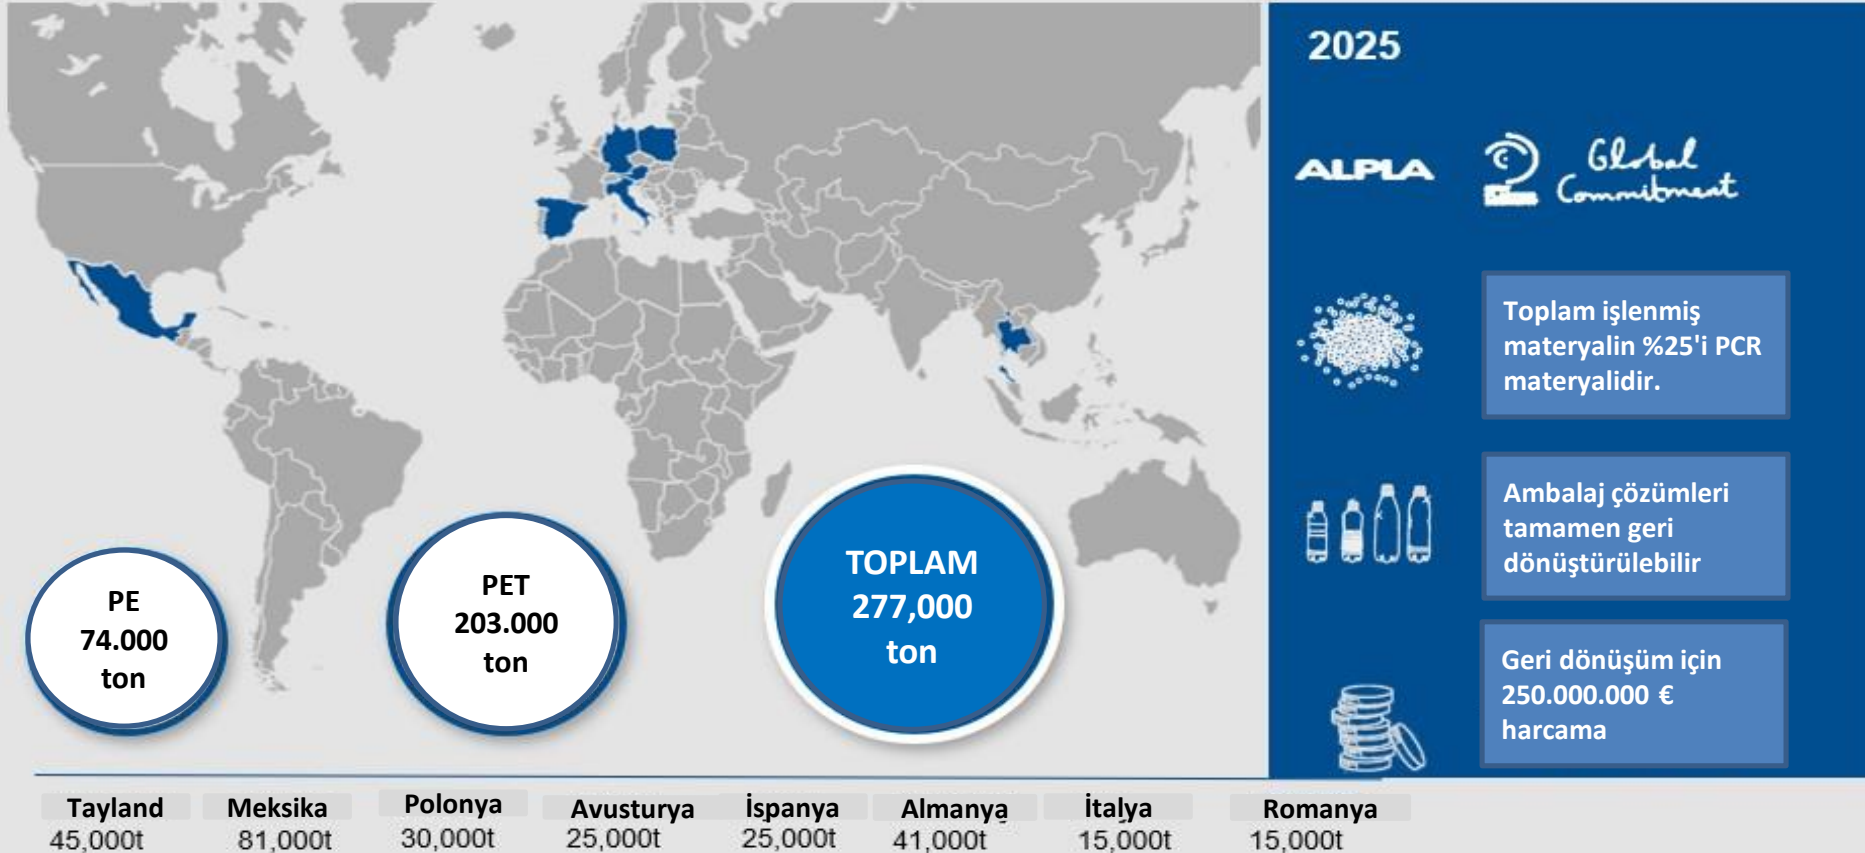 2025
ALPLA
Global
Commitment
Toplam işlenmiş
materyalin %25'i PCR
materyalidir.
Ambalaj çözümleri
tamamen geri
dönüştürülebilir
Geri dönüşüm için
250.000.000 €
harcama
PE
74.000
ton
PET
203.000
ton
TOPLAM
277,000
ton
Tayland
45,000t
Meksika
81,000t
Polonya
30,000t
Avusturya
25,000t
İspanya
25,000t
Almanya
41,000t
İtalya
15,000t
Romanya
15,000t